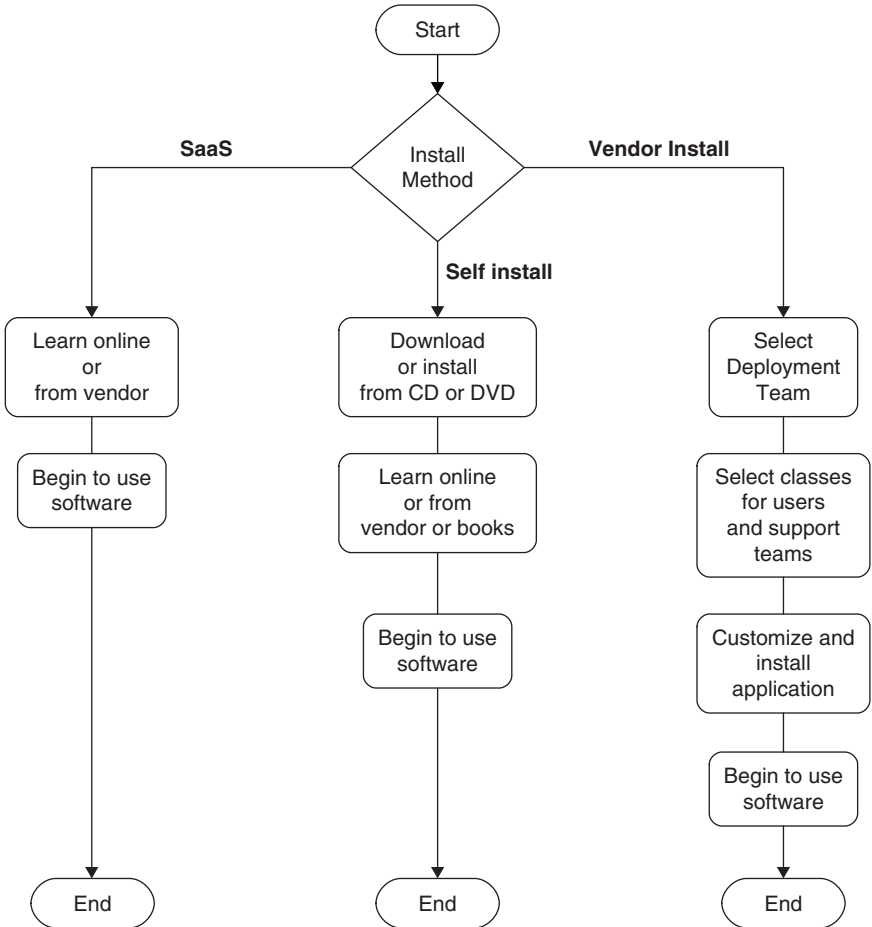 Start
Install
Method
SaaS
Vendor Install
Self install
Learn online
or
from vendor
Begin to use
software
End
Download
or install
from CD or DVD
Learn online
or from
vendor or books
Begin to use
software
End
Select
Deployment
Team
Select classes
for users
and support
teams
Customize and
install
application
Begin to use
software
End